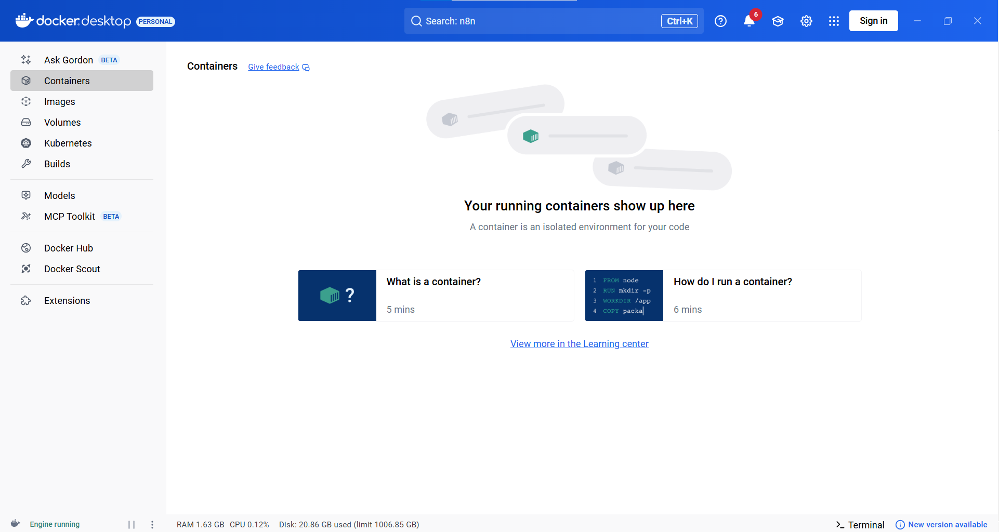 docker.desktop PERSONAL
Search: n8n
Ctrl+K
6
Sign in
Ask Gordon BETA
Containers
Images
Volumes
Kubernetes
Builds
Models
MCP Toolkit BETA
Docker Hub
Docker Scout
Extensions
Containers Give feedback
Your running containers show up here
A container is an isolated environment for your code
?
What is a container?
5 mins
1 FROM node
2 RUN mkdir -p
3 WORKDIR /app
4 COPY packa
How do I run a container?
6 mins
View more in the Learning center
Engine running
RAM 1.63 GB CPU 0.12% Disk: 20.86 GB used (limit 1006.85 GB)
Terminal
New version available